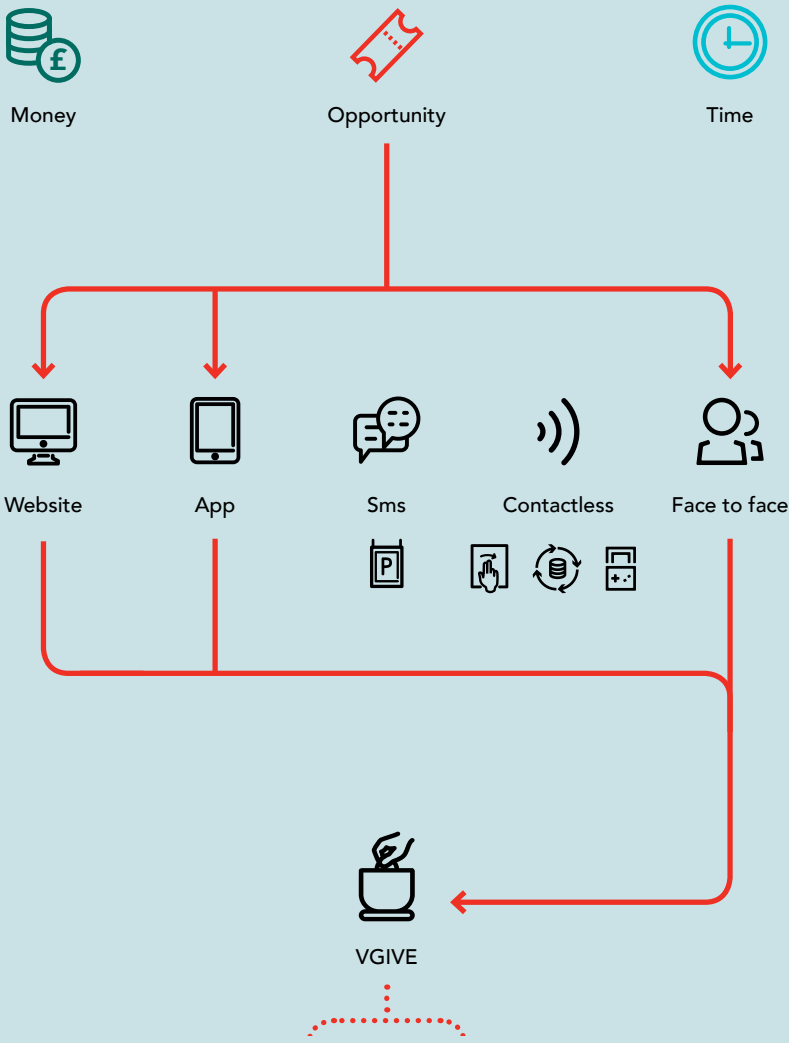 £
Money
Opportunity
Time
Website
App
Sms
Contactless
Face to face
P
VGIVE